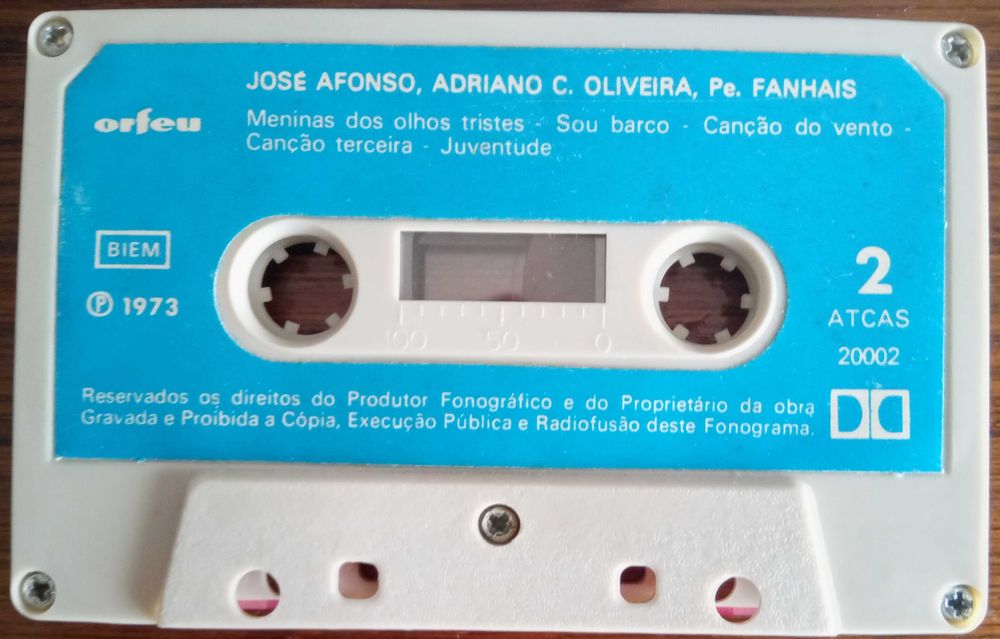 JOSÉ AFONSO, ADRIANO C. OLIVEIRA, Pe. FANHAIS
orfeu
Meninas dos olhos tristes - Sou barco - Canção do vento -
Canção terceira - Juventude
BIEM
℗ 1973
2
ATCAS
20002
100 50 0
Reservados os direitos do Produtor Fonográfico e do Proprietário da obra
Gravada e Proibida a Cópia, Execução Pública e Radiofusão deste Fonograma.